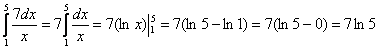 ∫₁⁵ 7dx/x = 7∫₁⁵ dx/x = 7(ln x)|₁⁵ = 7(ln 5 − ln 1) = 7(ln 5 − 0) = 7 ln 5